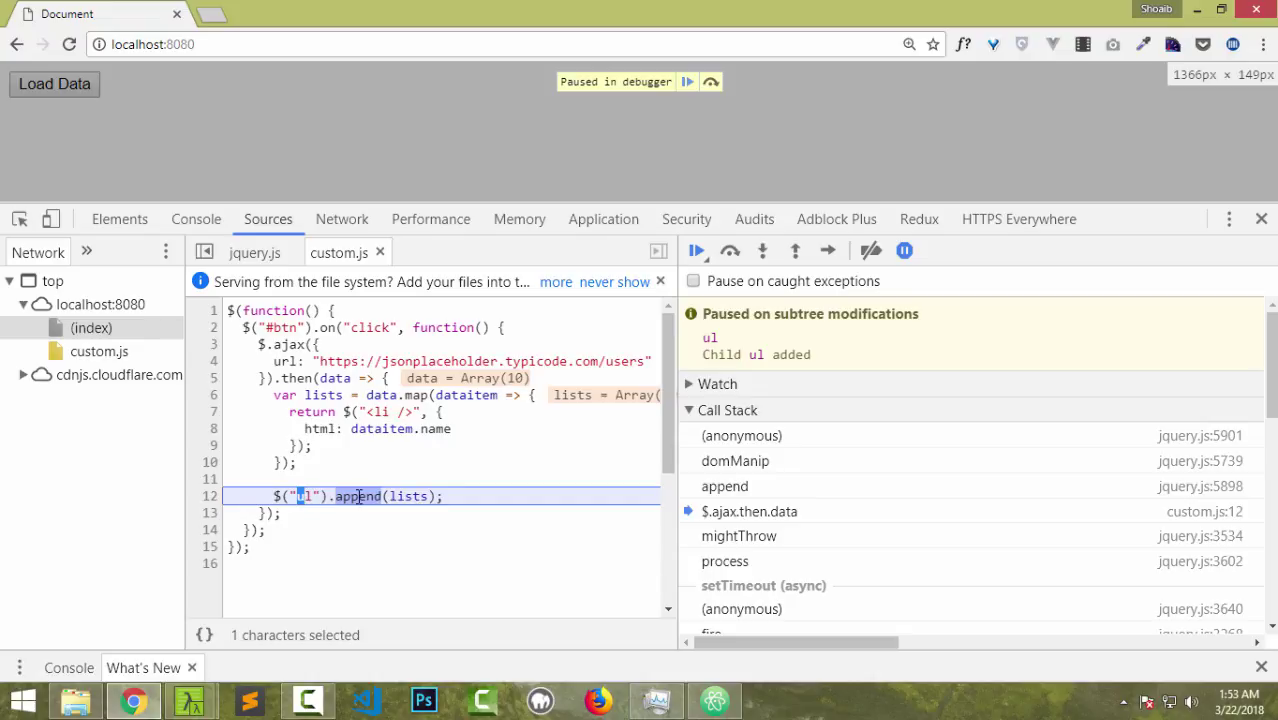 Document
Shoaib
localhost:8080
f?
Load Data
Paused in debugger
1366px × 149px
Elements Console Sources Network Performance Memory Application Security Audits Adblock Plus Redux HTTPS Everywhere
Network » jquery.js custom.js
Serving from the file system? Add your files into t... more never show
Pause on caught exceptions
top
localhost:8080
(index)
custom.js
cdnjs.cloudflare.com
1 $(function() {
2 $("#btn").on("click", function() {
3 $.ajax({
4 url: "https://jsonplaceholder.typicode.com/users"
5 }).then(data => { data = Array(10)
6 var lists = data.map(dataitem => { lists = Array(
7 return $("<li />", {
8 html: dataitem.name
9 });
10 });
11
12 $("ul").append(lists);
13 });
14 });
15 });
16
{ } 1 characters selected
Paused on subtree modifications
ul
Child ul added
Watch
Call Stack
(anonymous) jquery.js:5901
domManip jquery.js:5793
append jquery.js:5898
$.ajax.then.data custom.js:12
mightThrow jquery.js:3534
process jquery.js:3602
setTimeout (async)
(anonymous) jquery.js:3640
fire jquery.js:3268
Console What's New
Ps
1:53 AM
3/22/2018